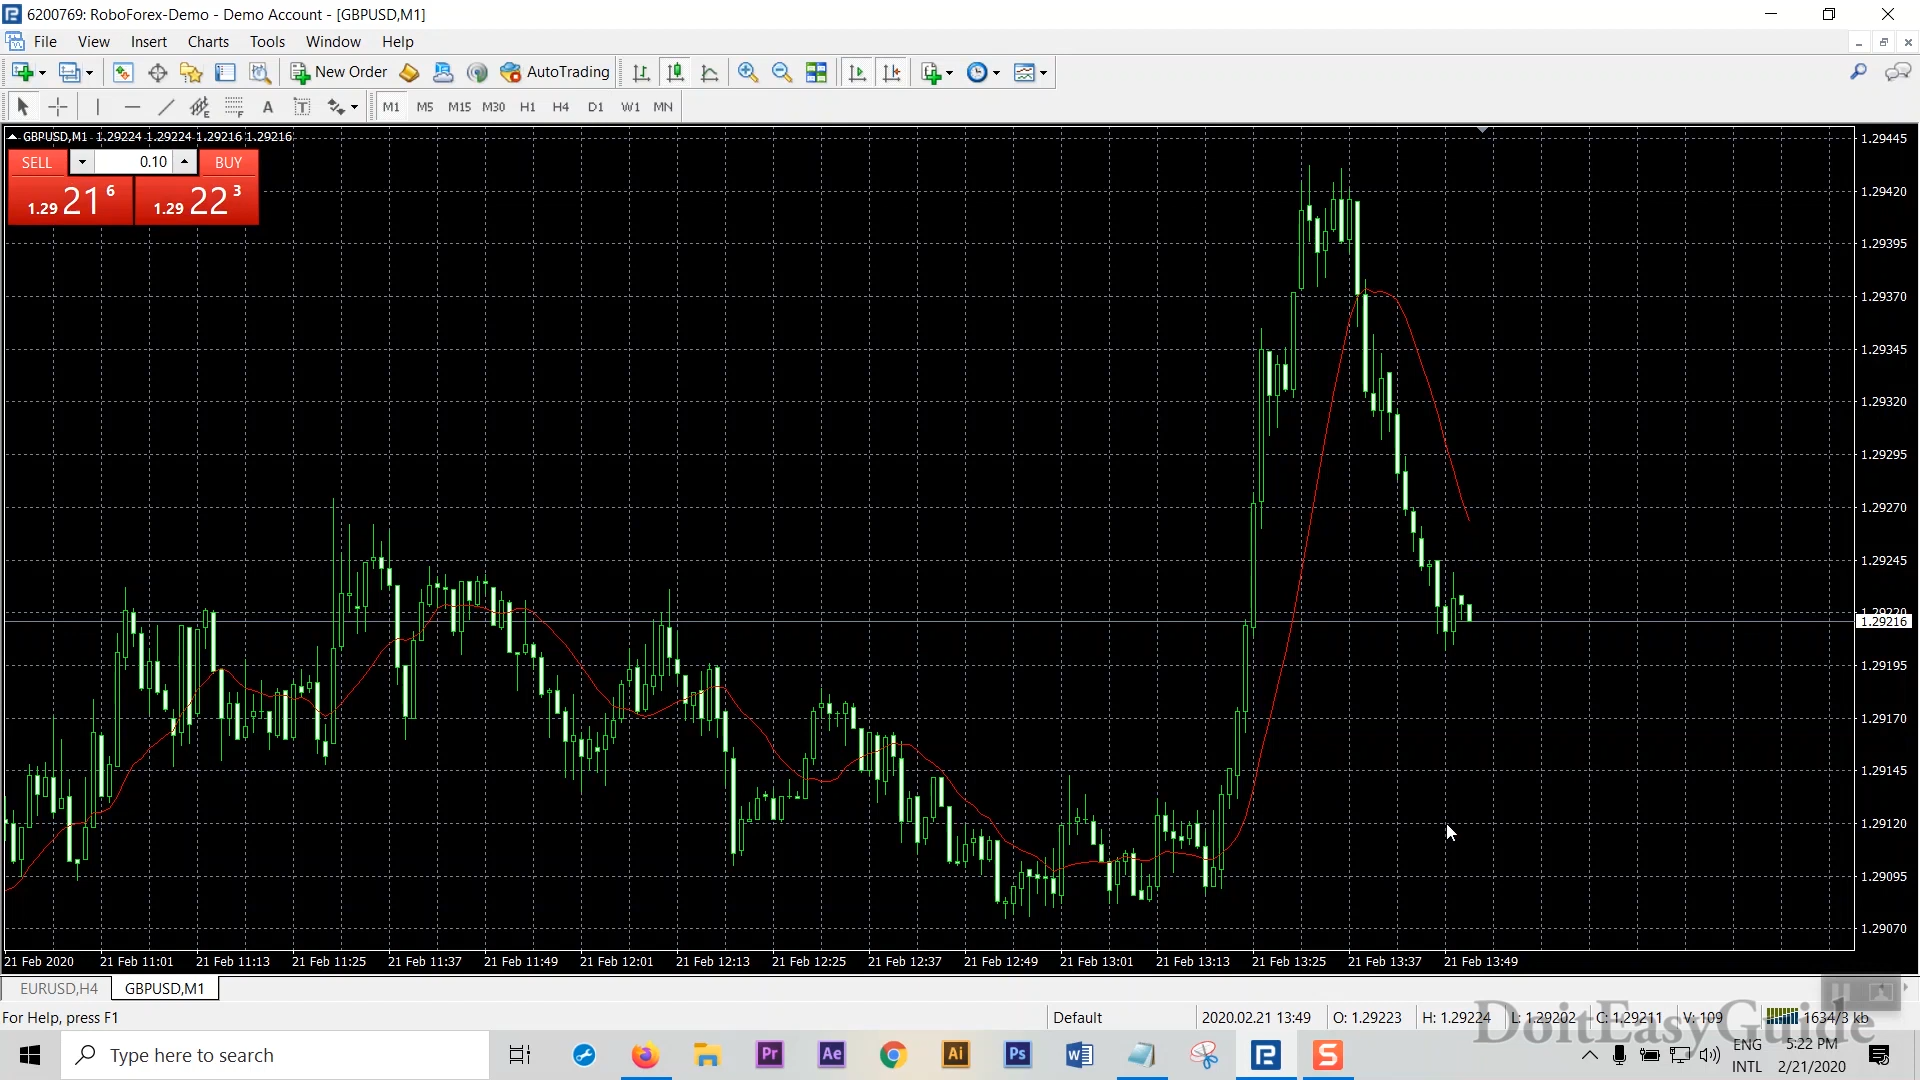 6200769: RoboForex-Demo - Demo Account - [GBPUSD,M1]
File View Insert Charts Tools Window Help
New Order AutoTrading
A T M1 M5 M15 M30 H1 H4 D1 W1 MN
GBPUSD,M1 1.29224 1.29224 1.29216 1.29216
SELL 0.10 BUY
1.29 21 6 1.29 22 3
1.29445
1.29420
1.29395
1.29370
1.29345
1.29320
1.29295
1.29270
1.29245
1.29220
1.29216
1.29195
1.29170
1.29145
1.29120
1.29095
1.29070
21 Feb 2020 21 Feb 11:01 21 Feb 11:13 21 Feb 11:25 21 Feb 11:37 21 Feb 11:49 21 Feb 12:01 21 Feb 12:13 21 Feb 12:25 21 Feb 12:37 21 Feb 12:49 21 Feb 13:01 21 Feb 13:13 21 Feb 13:25 21 Feb 13:37 21 Feb 13:49
EURUSD,H4 GBPUSD,M1
For Help, press F1 Default 2020.02.21 13:49 O: 1.29223 H: 1.29224 L: 1.29202 C: 1.29211 V: 109 1634/3 kb
DoitEasyGuide
Type here to search Pr Ae Ai Ps W S ENG 5:22 PM
INTL 2/21/2020